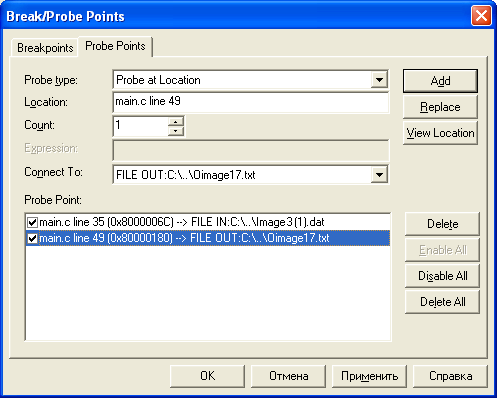 Break/Probe Points
Breakpoints
Probe Points
Probe type:
Probe at Location
Add
Location:
main.c line 49
Replace
Count:
1
View Location
Expression:
Connect To:
FILE OUT:C:\..\Oimage17.txt
Probe Point:
main.c line 35 (0x8000006C) --> FILE IN:C:\..\Image3(1).dat
main.c line 49 (0x80000180) --> FILE OUT:C:\..\Oimage17.txt
Delete
Enable All
Disable All
Delete All
OK
Отмена
Применить
Справка